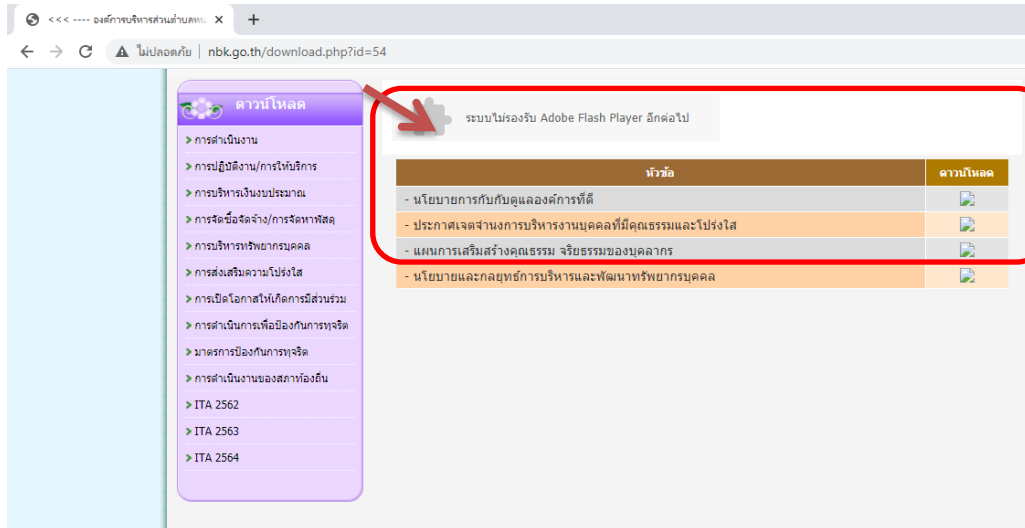 <<< ---- องค์การบริหารส่วนตำบลหน
ไม่ปลอดภัย | nbk.go.th/download.php?id=54
ดาวน์โหลด
การดำเนินงาน
การปฏิบัติงาน/การให้บริการ
การบริหารเงินงบประมาณ
การจัดซื้อจัดจ้าง/การจัดหาพัสดุ
การบริหารทรัพยากรบุคคล
การส่งเสริมความโปร่งใส
การเปิดโอกาสให้เกิดการมีส่วนร่วม
การดำเนินการเพื่อป้องกันการทุจริต
มาตรการป้องกันการทุจริต
การดำเนินงานของสภาท้องถิ่น
ITA 2562
ITA 2563
ITA 2564
ระบบไม่รองรับ Adobe Flash Player อีกต่อไป
หัวข้อ ดาวน์โหลด
- นโยบายการกับกับดูแลองค์การที่ดี
- ประกาศเจตจำนงการบริหารงานบุคคลที่มีคุณธรรมและโปร่งใส
- แผนการเสริมสร้างคุณธรรม จริยธรรมของบุคลากร
- นโยบายและกลยุทธ์การบริหารและพัฒนาทรัพยากรบุคคล